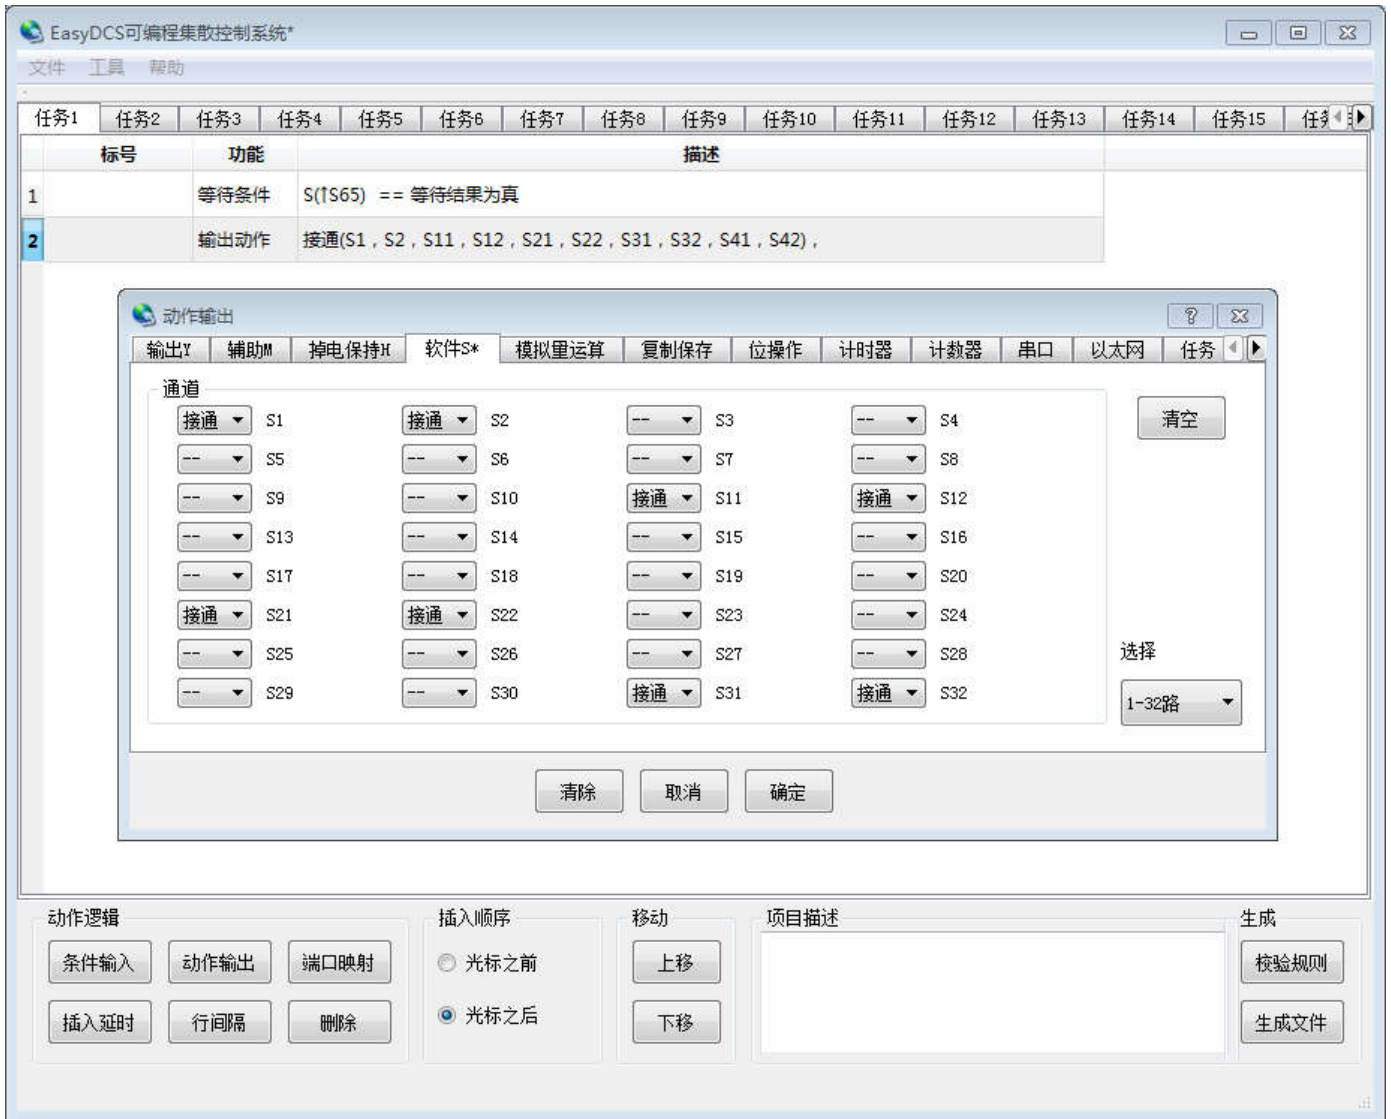 EasyDCS可编程集散控制系统*
文件 工具 帮助
任务1 任务2 任务3 任务4 任务5 任务6 任务7 任务8 任务9 任务10 任务11 任务12 任务13 任务14 任务15
标号 功能 描述
1 等待条件 S(↑S65) == 等待结果为真
2 输出动作 接通(S1 , S2 , S11 , S12 , S21 , S22 , S31 , S32 , S41 , S42) ,
动作输出
输出Y 辅助M 掉电保持H 软件S* 模拟量运算 复制保存 位操作 计时器 计数器 串口 以太网 任务
通道
接通 S1 接通 S2 -- S3 -- S4 清空
-- S5 -- S6 -- S7 -- S8
-- S9 -- S10 接通 S11 接通 S12
-- S13 -- S14 -- S15 -- S16
-- S17 -- S18 -- S19 -- S20
接通 S21 接通 S22 -- S23 -- S24
-- S25 -- S26 -- S27 -- S28 选择
-- S29 -- S30 接通 S31 接通 S32 1-32路
清除 取消 确定
动作逻辑 插入顺序 移动 项目描述 生成
条件输入 动作输出 端口映射 光标之前 上移 校验规则
插入延时 行间隔 删除 光标之后 下移 生成文件